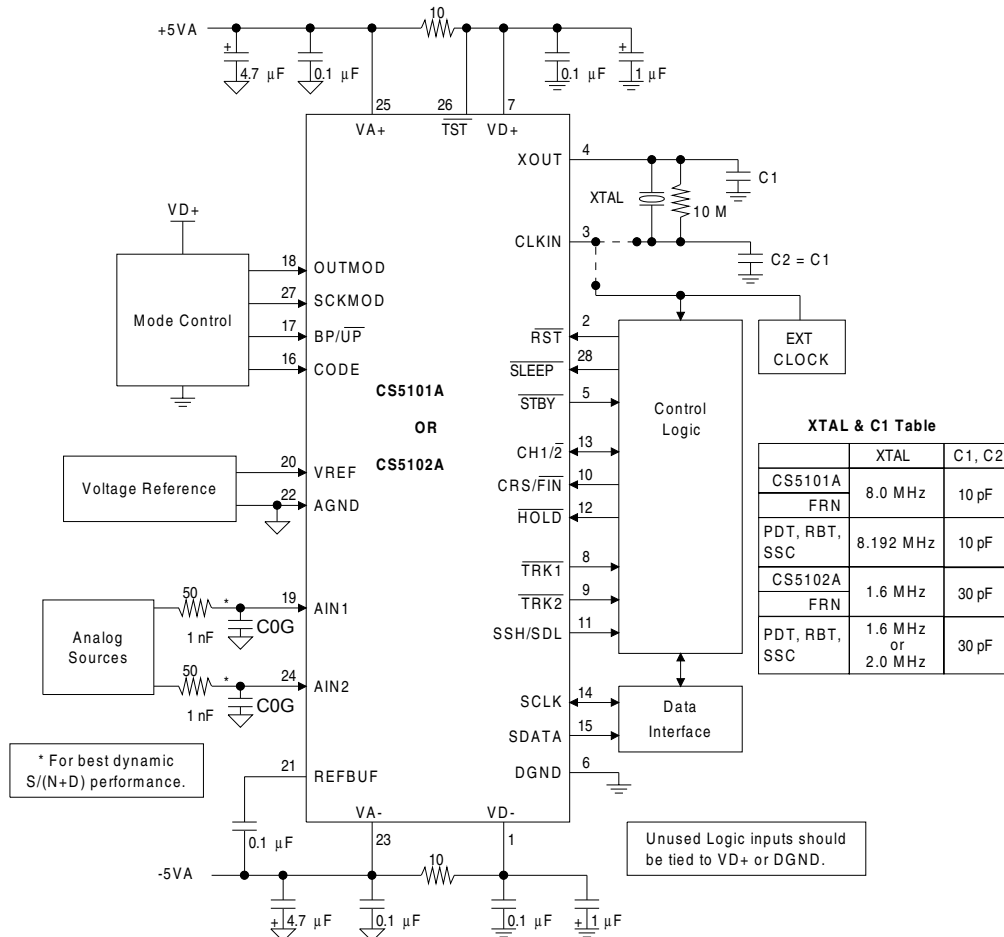 10
+5VA
+
4.7 µF
0.1 µF
0.1 µF
+
1 µF
25
26
7
VA+
TST
VD+
XOUT
4
C1
XTAL
10 M
CLKIN
3
C2 = C1
VD+
Mode Control
18
OUTMOD
27
SCKMOD
17
BP/UP
16
CODE
CS5101A
OR
CS5102A
RST
2
SLEEP
28
STBY
5
CH1/2
13
CRS/FIN
10
HOLD
12
TRK1
8
TRK2
9
SSH/SDL
11
Control
Logic
EXT
CLOCK
Voltage Reference
20
VREF
22
AGND
XTAL & C1 Table
XTAL
C1, C2
CS5101A
FRN
8.0 MHz
10 pF
PDT, RBT,
SSC
8.192 MHz
10 pF
CS5102A
FRN
1.6 MHz
30 pF
PDT, RBT,
SSC
1.6 MHz
or
2.0 MHz
30 pF
Analog
Sources
50
*
19
AIN1
1 nF
C0G
50
*
24
AIN2
1 nF
C0G
SCLK
14
SDATA
15
Data
Interface
DGND
6
* For best dynamic
S/(N+D) performance.
21
REFBUF
0.1 µF
VA-
VD-
23
1
Unused Logic inputs should
be tied to VD+ or DGND.
-5VA
10
+
4.7 µF
0.1 µF
0.1 µF
+
1 µF